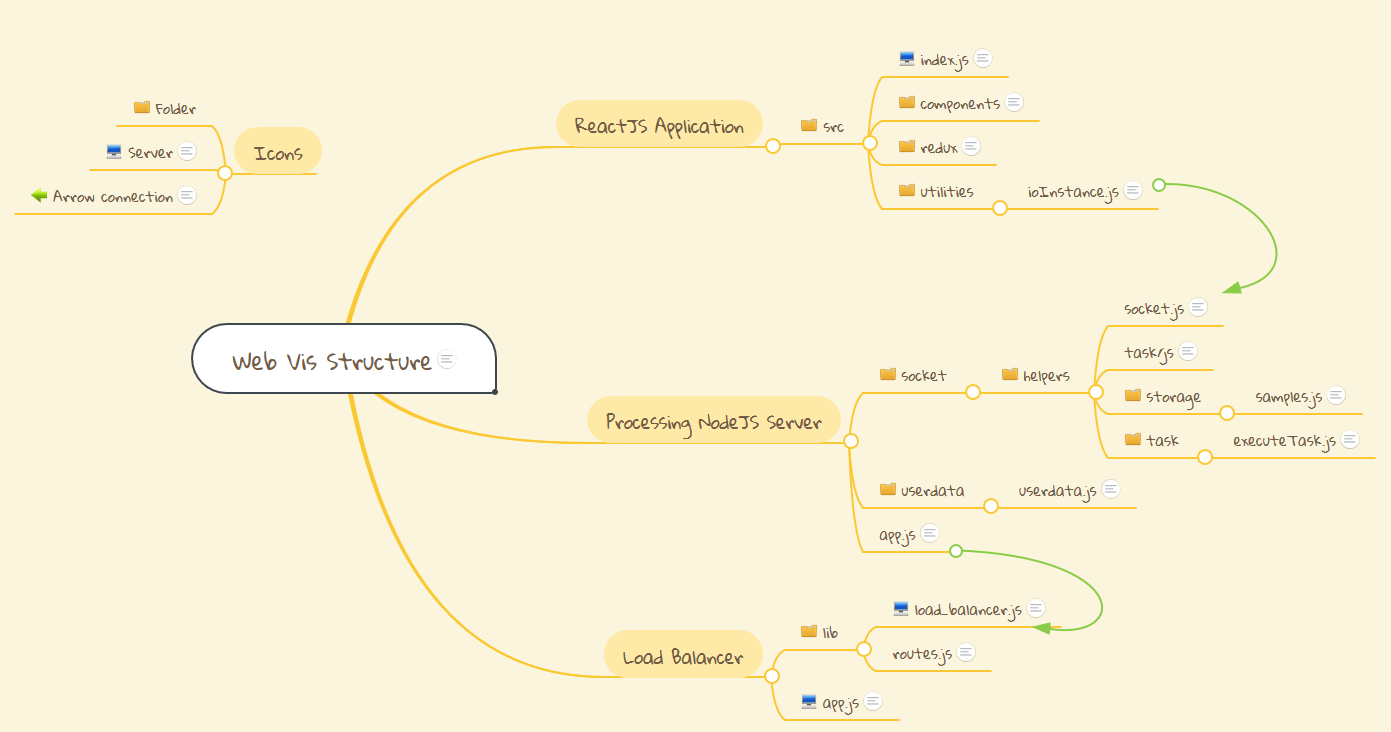 Web Vis Structure
Icons
Folder
Server
Arrow connection
ReactJS Application
src
index.js
components
redux
utilities
ioInstance.js
Processing NodeJS Server
socket
helpers
socket.js
task.js
storage
samples.js
task
executeTask.js
userdata
userdata.js
app.js
Load Balancer
lib
load_balancer.js
routes.js
app.js